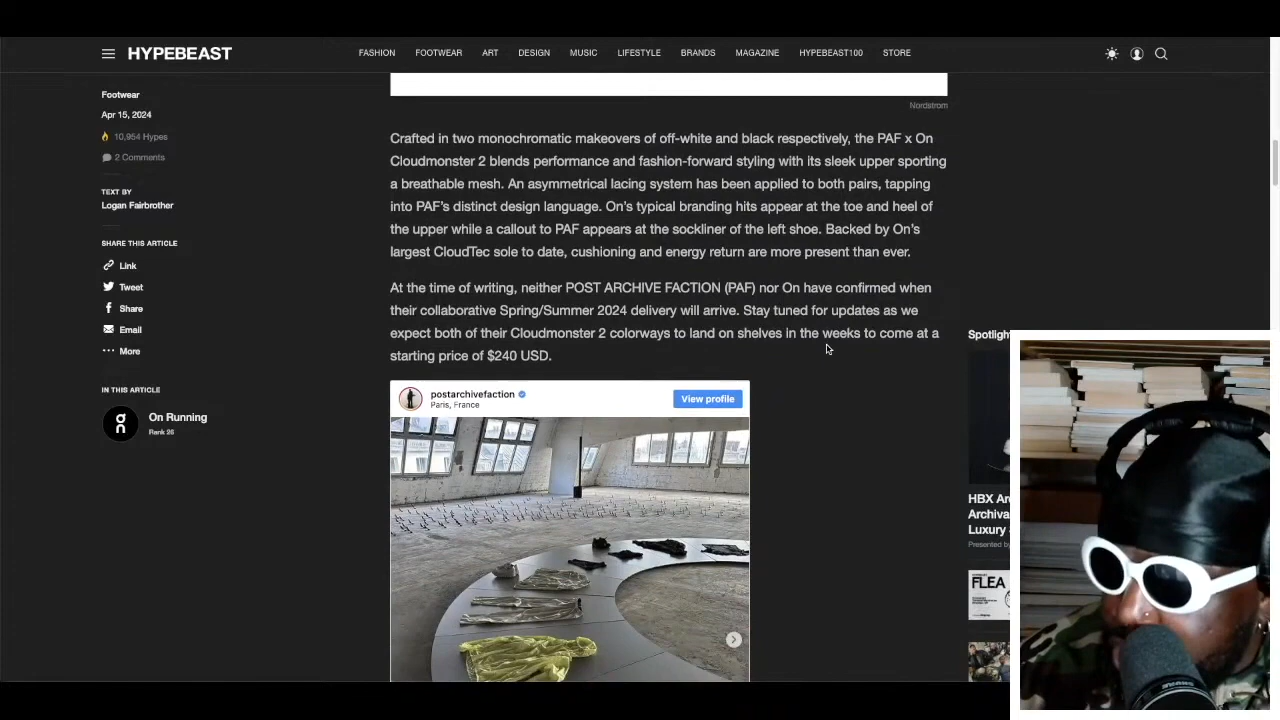 HYPEBEAST
FASHION FOOTWEAR ART DESIGN MUSIC LIFESTYLE BRANDS MAGAZINE HYPEBEAST100 STORE
Footwear
Apr 15, 2024
10,954 Hypes
2 Comments
TEXT BY
Logan Fairbrother
SHARE THIS ARTICLE
Link
Tweet
Share
Email
More
IN THIS ARTICLE
On Running
Rank 26
Nordstrom
Crafted in two monochromatic makeovers of off-white and black respectively, the PAF x On
Cloudmonster 2 blends performance and fashion-forward styling with its sleek upper sporting
a breathable mesh. An asymmetrical lacing system has been applied to both pairs, tapping
into PAF's distinct design language. On's typical branding hits appear at the toe and heel of
the upper while a callout to PAF appears at the sockliner of the left shoe. Backed by On's
largest CloudTec sole to date, cushioning and energy return are more present than ever.
At the time of writing, neither POST ARCHIVE FACTION (PAF) nor On have confirmed when
their collaborative Spring/Summer 2024 delivery will arrive. Stay tuned for updates as we
expect both of their Cloudmonster 2 colorways to land on shelves in the weeks to come at a
starting price of $240 USD.
postarchivefaction
Paris, France
View profile
Spotligh
HBX Ar
Archiva
Luxury
Presented by
FLEA